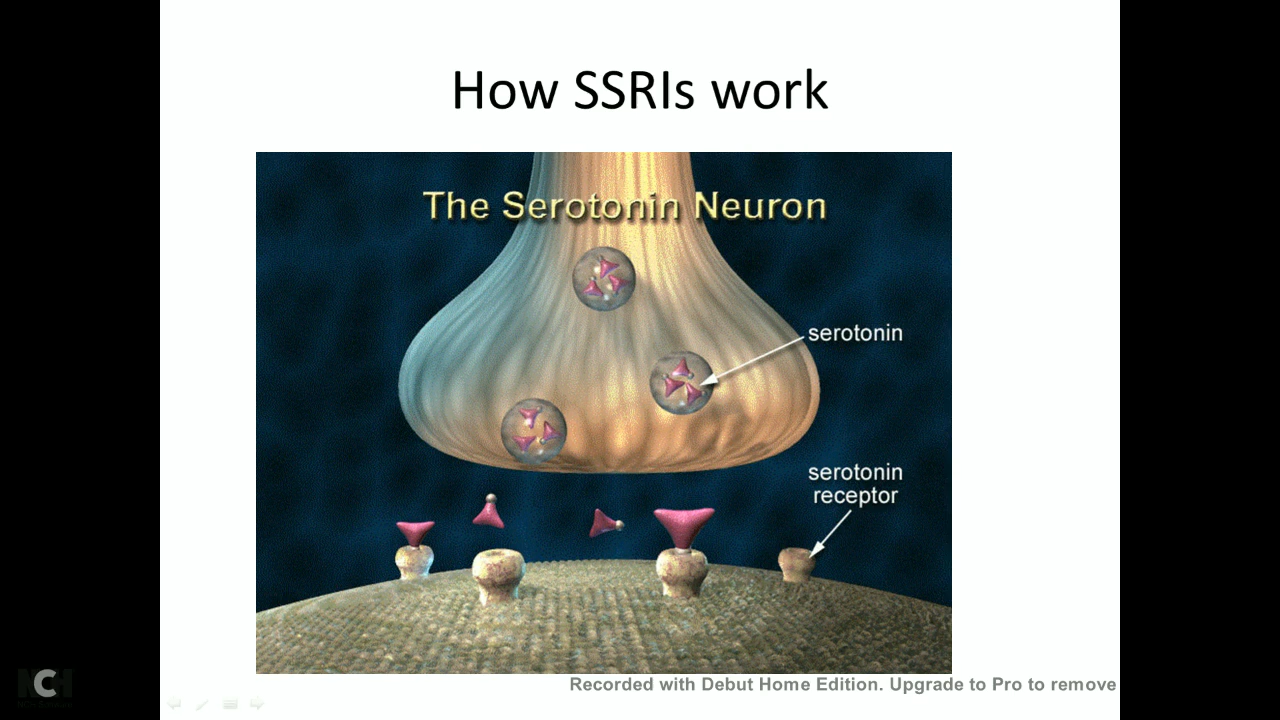 How SSRIs work
The Serotonin Neuron
serotonin
serotonin
receptor
Recorded with Debut Home Edition. Upgrade to Pro to remove
NCH